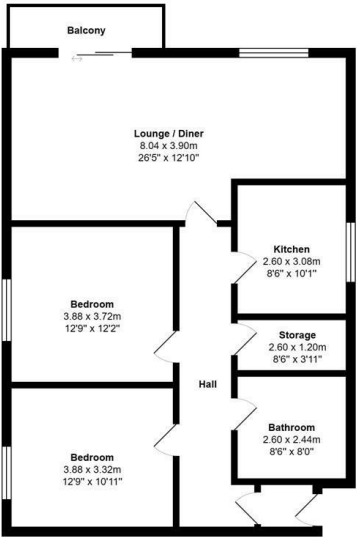 Balcony
Lounge / Diner
8.04 x 3.90m
26'5" x 12'10"
Kitchen
2.60 x 3.08m
8'6" x 10'1"
Bedroom
3.88 x 3.72m
12'9" x 12'2"
Storage
2.60 x 1.20m
8'6" x 3'11"
Hall
Bathroom
2.60 x 2.44m
8'6" x 8'0"
Bedroom
3.88 x 3.32m
12'9" x 10'11"